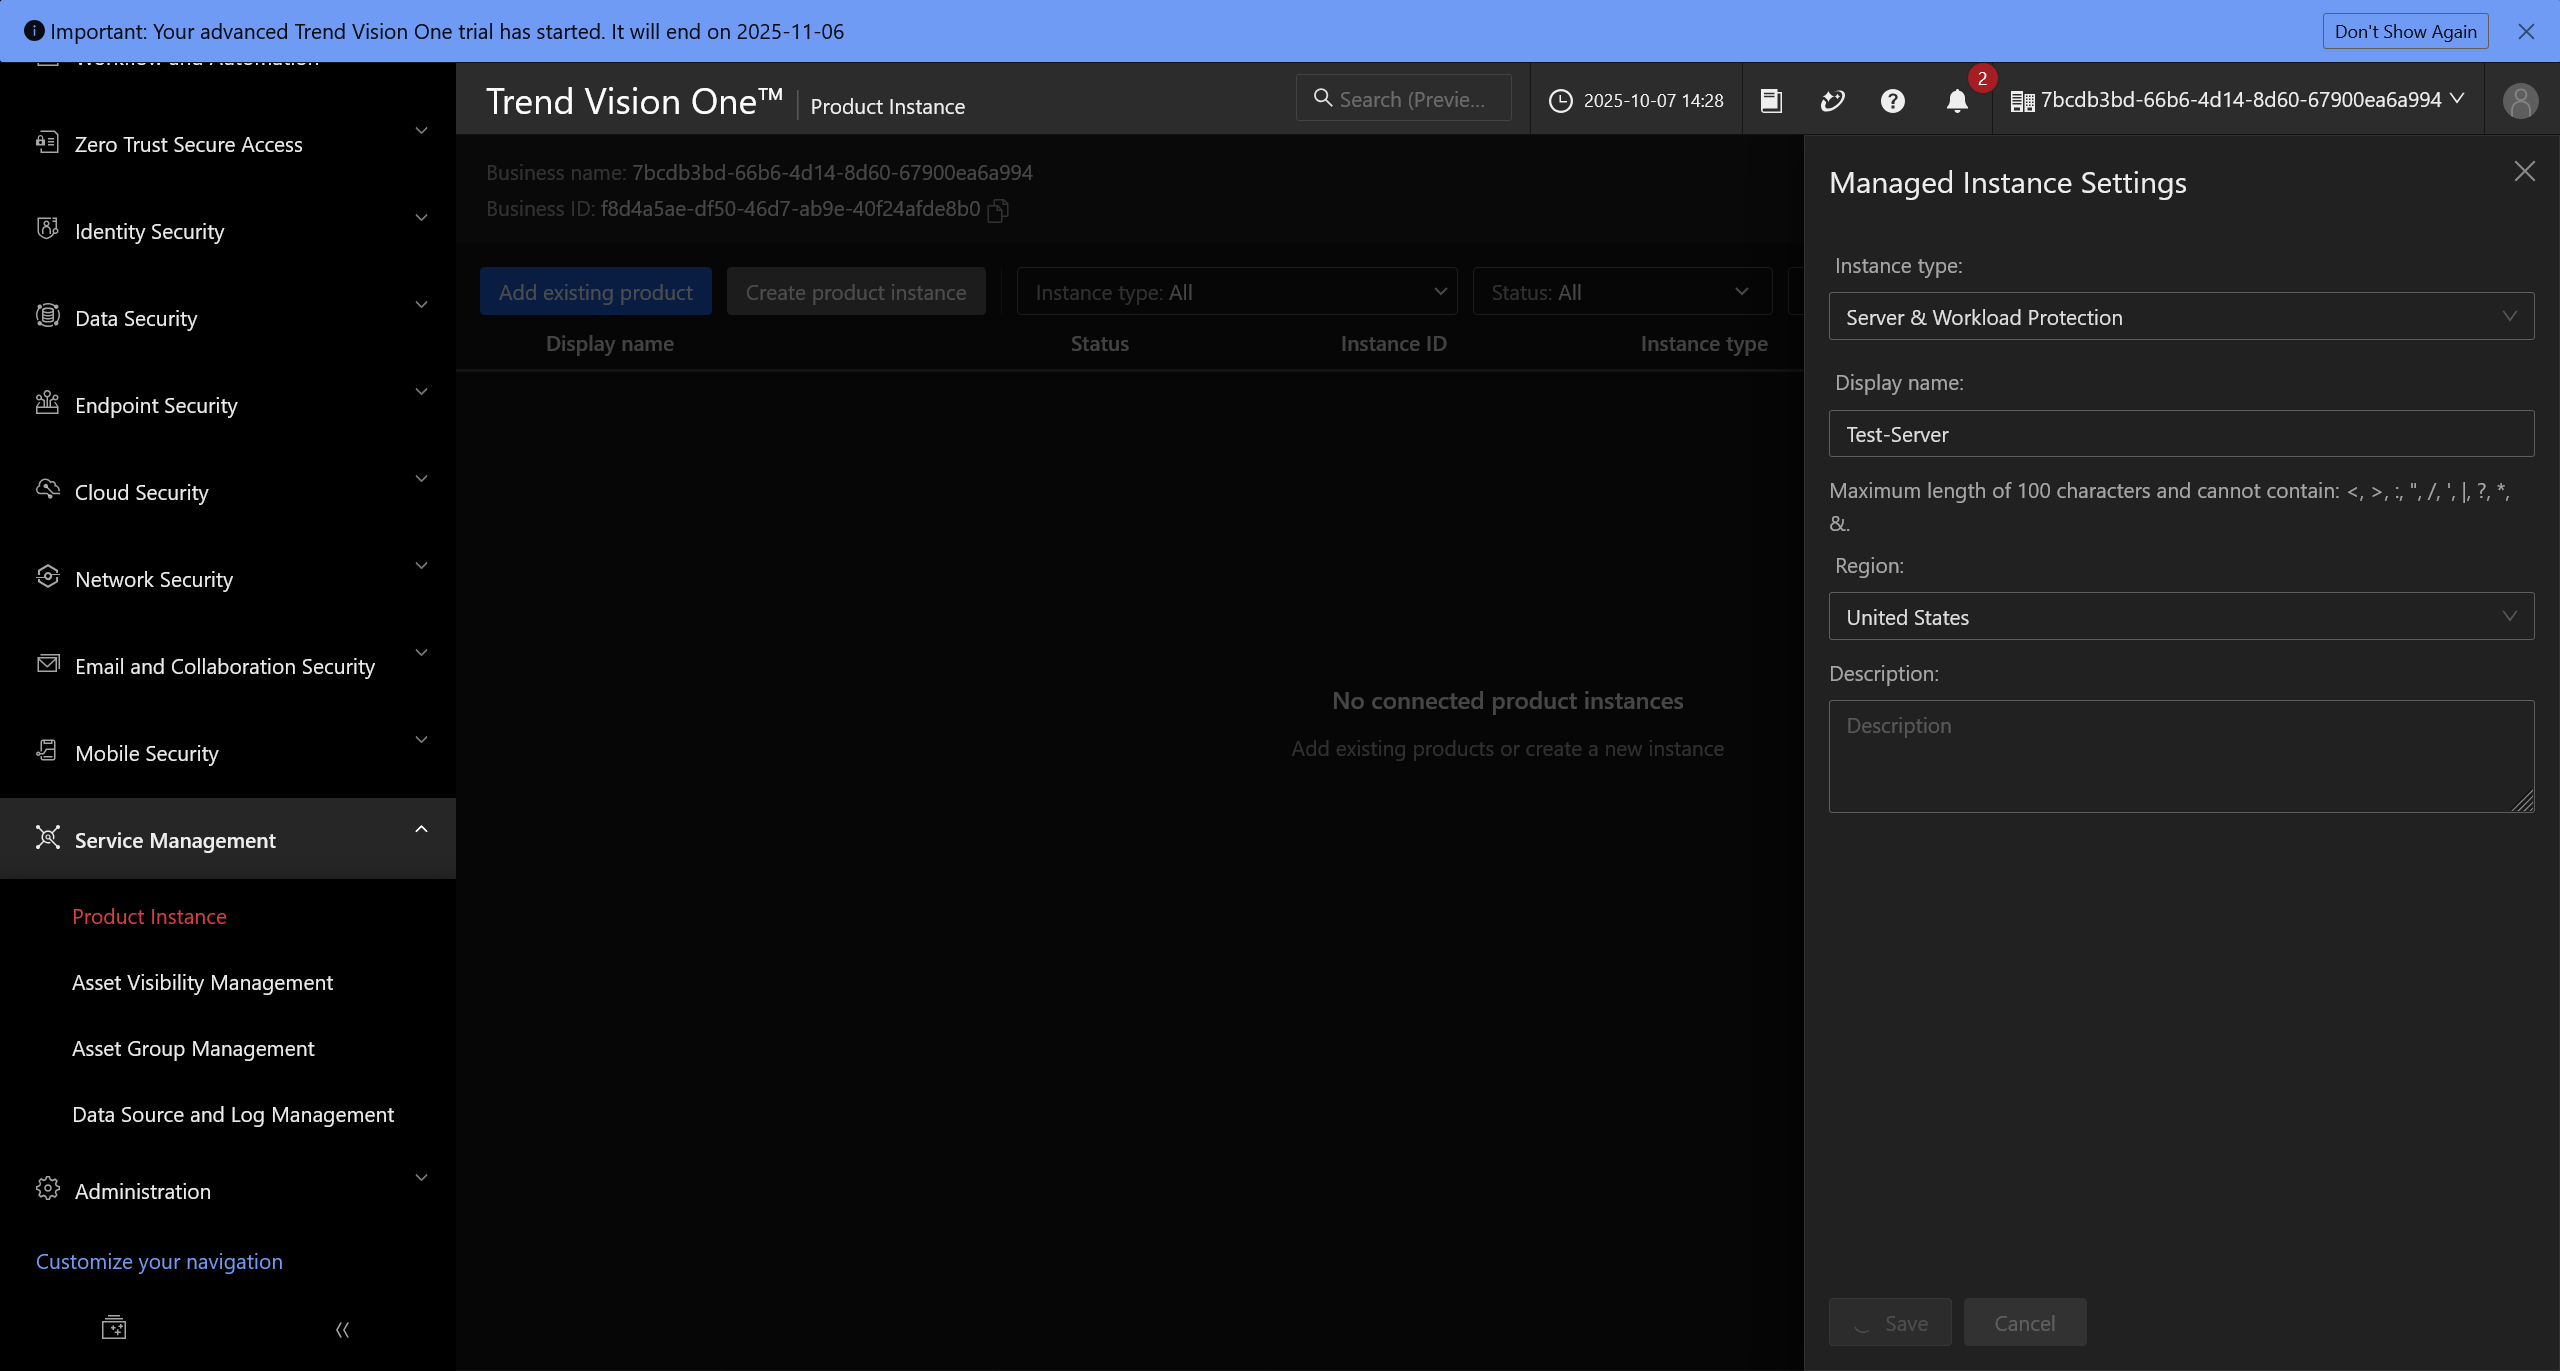 Important: Your advanced Trend Vision One trial has started. It will end on 2025-11-06
Don't Show Again
Workflow and Automation
Zero Trust Secure Access
Identity Security
Data Security
Endpoint Security
Cloud Security
Network Security
Email and Collaboration Security
Mobile Security
Service Management
Product Instance
Asset Visibility Management
Asset Group Management
Data Source and Log Management
Administration
Customize your navigation
Trend Vision One™ | Product Instance
Search (Previe...
2025-10-07 14:28
2
7bcdb3bd-66b6-4d14-8d60-67900ea6a994
Business name: 7bcdb3bd-66b6-4d14-8d60-67900ea6a994
Business ID: f8d4a5ae-df50-46d7-ab9e-40f24afde8b0
Add existing product
Create product instance
Instance type: All
Status: All
Display name
Status
Instance ID
Instance type
No connected product instances
Add existing products or create a new instance
Managed Instance Settings
Instance type:
Server & Workload Protection
Display name:
Test-Server
Maximum length of 100 characters and cannot contain: <, >, :, ", /, ', |, ?, *,
&.
Region:
United States
Description:
Description
Save
Cancel